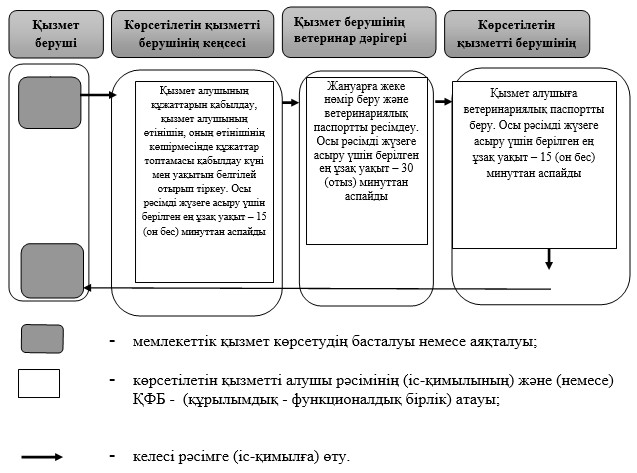 Қызмет
беруші
Көрсетілетін қызметті
берушінің кеңсесі
Қызмет берушінің
ветеринар дәрігері
Көрсетілетін
қызметті берушінің
Қызмет алушының
құжаттарын қабылдау,
қызмет алушының
өтінішін, оның өтінішінің
көшірмесінде құжаттар
топтамасы қабылдау күні
мен уақытын белгілей
отырып тіркеу. Осы
рәсімді жүзеге асыру үшін
берілген ең ұзақ уақыт – 15
(он бес) минуттан аспайды
Жануарға жеке
нөмір беру және
ветеринариялық
паспортты ресімдеу.
Осы рәсімді жүзеге
асыру үшін берілген
ең ұзақ уақыт – 30
(отыз) минуттан
аспайды
Қызмет алушыға
ветеринариялық паспортты
беру. Осы рәсімді жүзеге
асыру үшін берілген ең
ұзақ уақыт - 15 (он бес)
минуттан аспайды
- мемлекеттік қызмет көрсетудің басталуы немесе аяқталуы;
- көрсетілетін қызметті алушы рәсімінің (іс-қимылының) және (немесе)
ҚФБ - (құрылымдық - функционалдық бірлік) атауы;
- келесі рәсімге (іс-қимылға) өту.